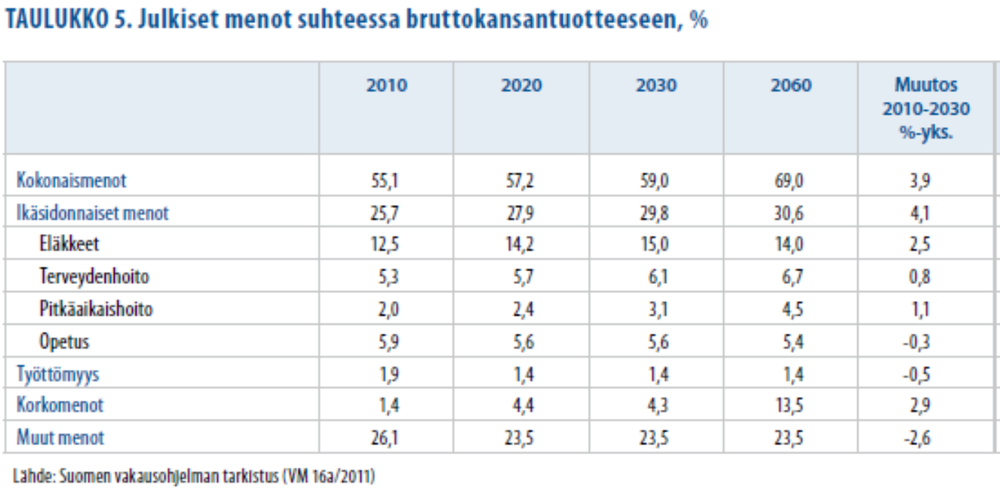 TAULUKKO 5. Julkiset menot suhteessa bruttokansantuotteeseen, %
2010 2020 2030 2060 Muutos
2010-2030
%-yks.
Kokonaismenot 55,1 57,2 59,0 69,0 3,9
Ikäsidonnaiset menot 25,7 27,9 29,8 30,6 4,1
Eläkkeet 12,5 14,2 15,0 14,0 2,5
Terveydenhoito 5,3 5,7 6,1 6,7 0,8
Pitkäaikaishoito 2,0 2,4 3,1 4,5 1,1
Opetus 5,9 5,6 5,6 5,4 -0,3
Työttömyys 1,9 1,4 1,4 1,4 -0,5
Korkomenot 1,4 4,4 4,3 13,5 2,9
Muut menot 26,1 23,5 23,5 23,5 -2,6
Lähde: Suomen vakausohjelman tarkistus (VM 16a/2011)